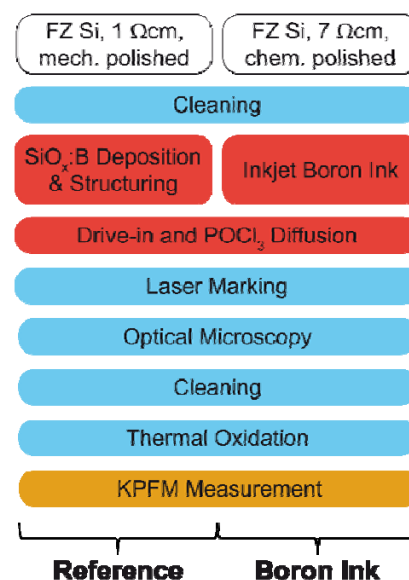 FZ Si, 1 Ωcm,
mech. polished
FZ Si, 7 Ωcm,
chem. polished
Cleaning
SiOₓ:B Deposition
& Structuring
Inkjet Boron Ink
Drive-in and POCl₃ Diffusion
Laser Marking
Optical Microscopy
Cleaning
Thermal Oxidation
KPFM Measurement
Reference
Boron Ink